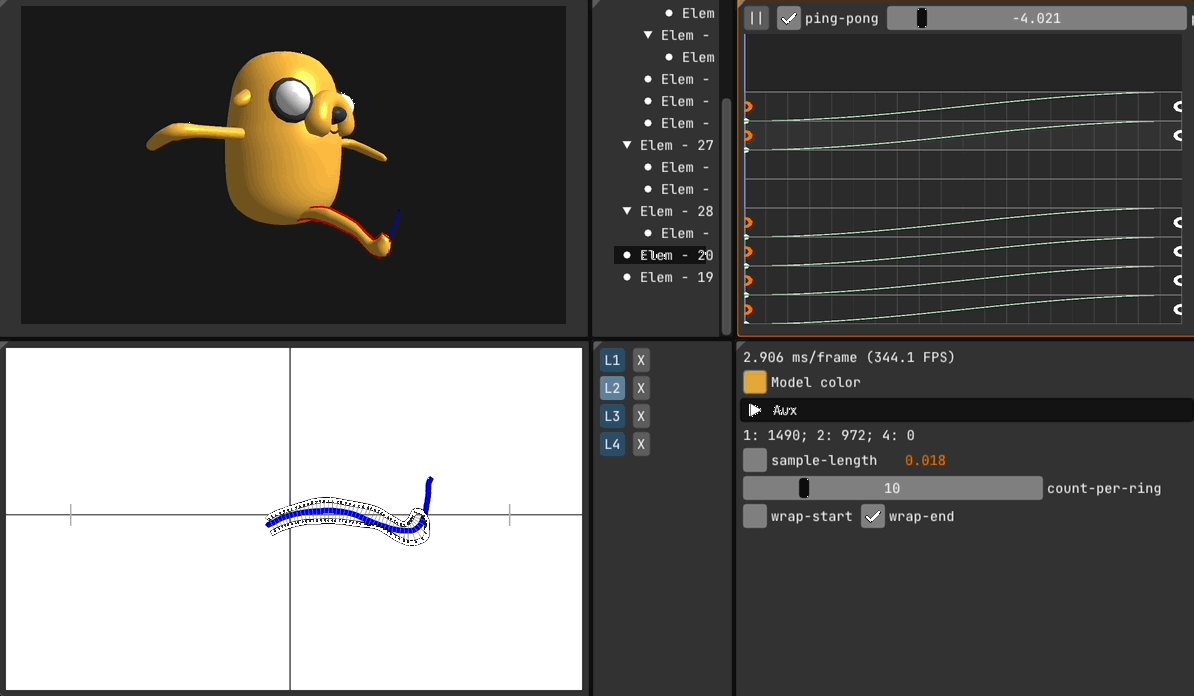 Elem
Elem -
Elem
Elem -
Elem -
Elem -
Elem - 27
Elem -
Elem -
Elem - 28
Elem -
Elem - 20
Elem - 19
|| ping-pong -4.021
L1 X
L2 X
L3 X
L4 X
2.906 ms/frame (344.1 FPS)
Model color
Aux
1: 1490; 2: 972; 4: 0
sample-length 0.018
10 count-per-ring
wrap-start wrap-end